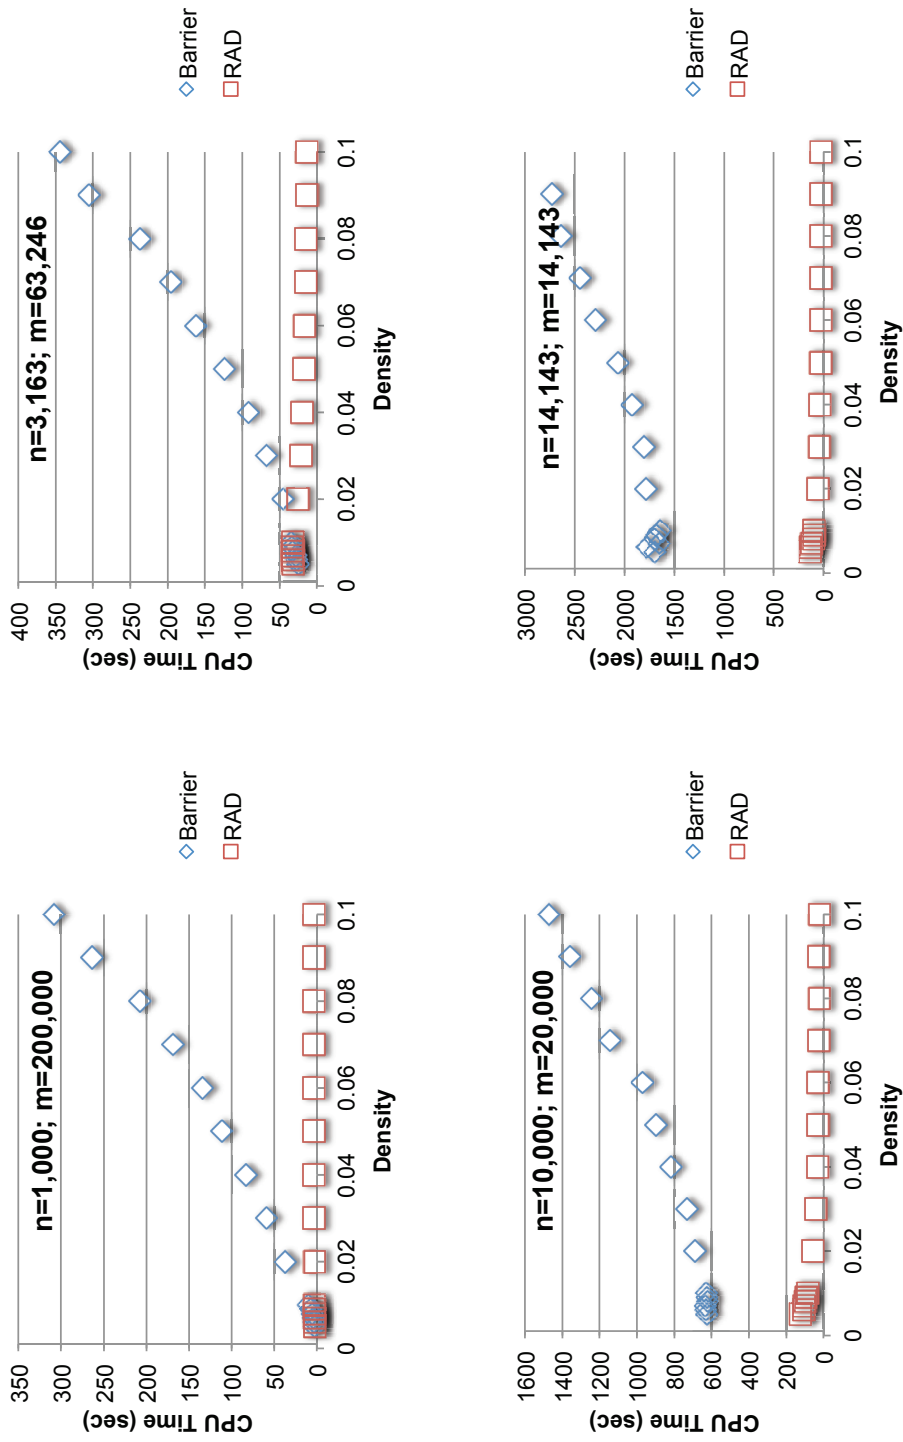 n=1,000; m=200,000
350
300
250
200
150
100
50
0
CPU Time (sec)
0
0.02
0.04
0.06
0.08
0.1
Density
Barrier
RAD
n=3,163; m=63,246
400
350
300
250
200
150
100
50
0
CPU Time (sec)
0
0.02
0.04
0.06
0.08
0.1
Density
Barrier
RAD
n=10,000; m=20,000
1600
1400
1200
1000
800
600
400
200
0
CPU Time (sec)
0
0.02
0.04
0.06
0.08
0.1
Density
Barrier
RAD
n=14,143; m=14,143
3000
2500
2000
1500
1000
500
0
CPU Time (sec)
0
0.02
0.04
0.06
0.08
0.1
Density
Barrier
RAD